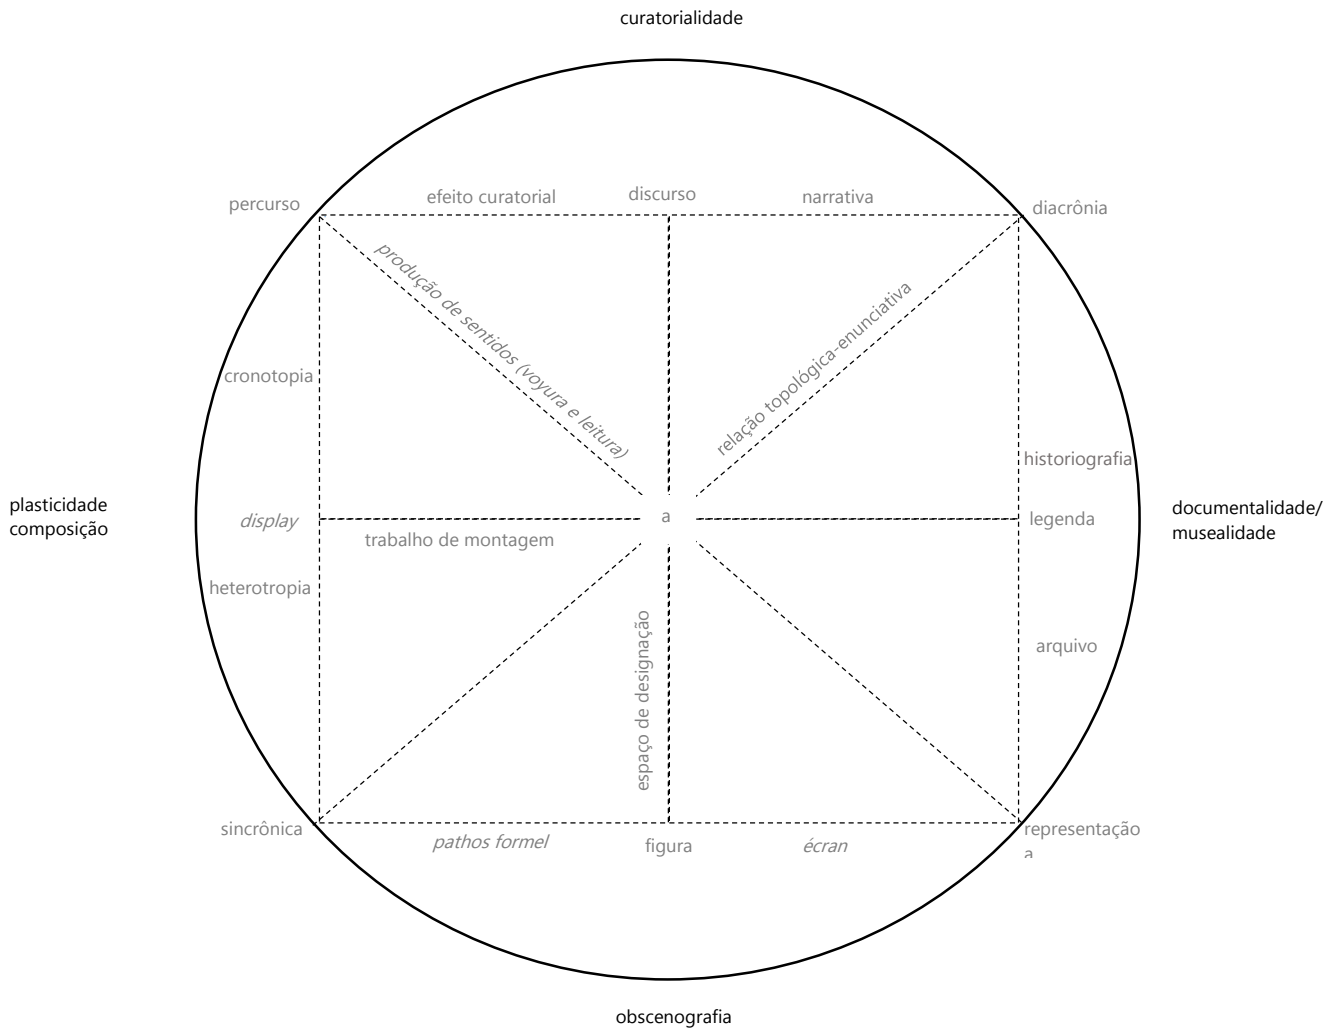 curatorialidade
percurso
efeito curatorial
discurso
narrativa
diacrônia
produção de sentidos (voyura e leitura)
relação topológica-enunciativa
cronotopia
historiografia
plasticidade
composição
display
a
legenda
documentalidade/
musealidade
trabalho de montagem
heterotropia
espaço de designação
arquivo
sincrônica
pathos formel
figura
écran
representação
a
obscenografia